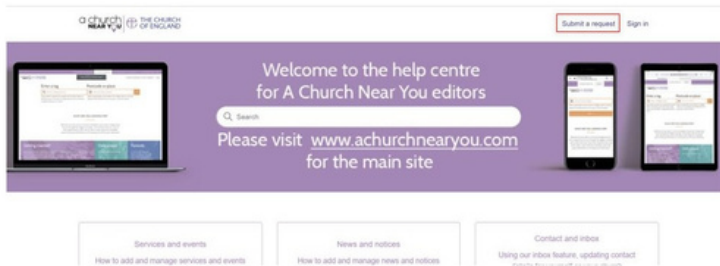 a church NEAR YOU THE CHURCH OF ENGLAND
Submit a request Sign in
Welcome to the help centre
for A Church Near You editors
Search
Please visit www.achurchnearyou.com
for the main site
Services and events
How to add and manage services and events
News and notices
How to add and manage news and notices
Contact and inbox
Using our inbox feature, updating contact